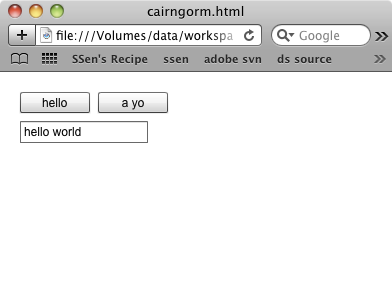 cairngorm.html
file:///Volumes/data/workspa
Google
SSen's Recipe ssen adobe svn ds source
hello a yo
hello world